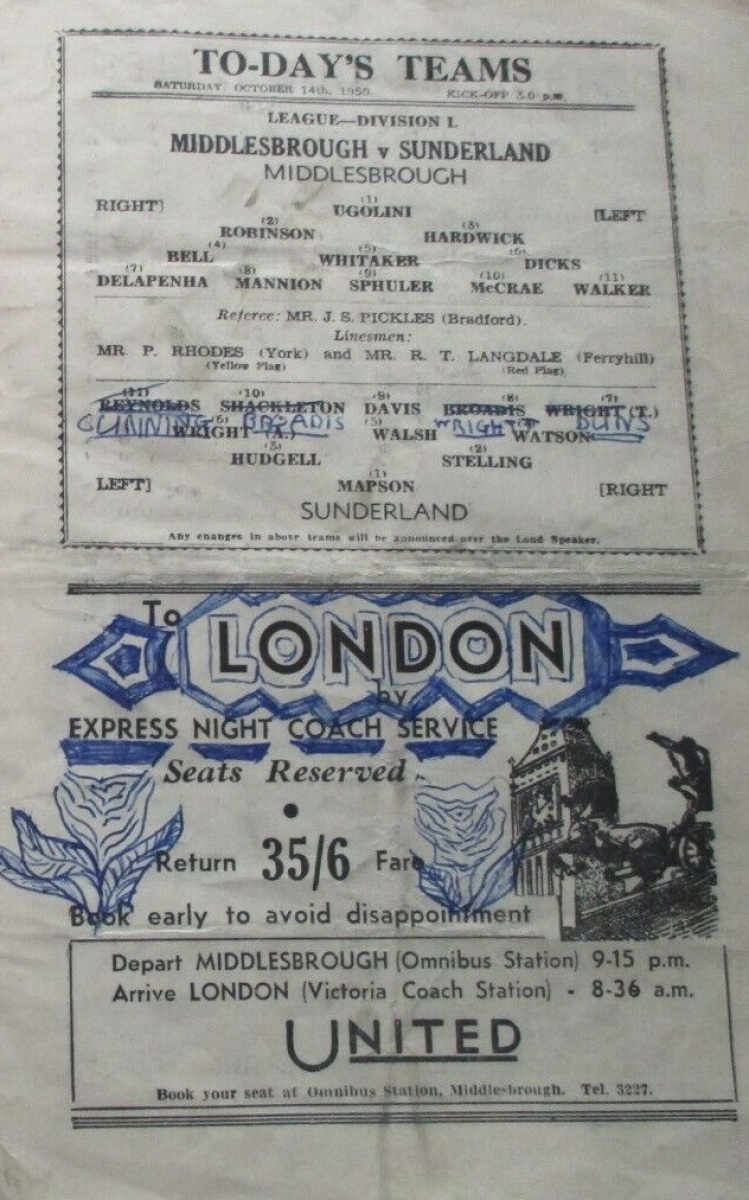 TO-DAY'S TEAMS
SATURDAY, OCTOBER 14th, 1950 KICK-OFF 3.0 p.m.
LEAGUE—DIVISION I.
MIDDLESBROUGH v SUNDERLAND
MIDDLESBROUGH
RIGHT] (1) UGOLINI [LEFT
(2) ROBINSON (3) HARDWICK
(4) BELL (5) WHITAKER (6) DICKS
(7) DELAPENHA (8) MANNION (9) SPHULER (10) McCRAE (11) WALKER
Referee: MR. J. S. PICKLES (Bradford).
Linesmen:
MR. P. RHODES (York) and MR. R. T. LANGDALE (Ferryhill)
(Yellow Flag) (Red Flag)
(11) (10) (9) (8) (7)
REYNOLDS SHACKLETON DAVIS BROADIS WRIGHT (T.)
CUNNING BROADIS WRIGHT DUNS
(6) WRIGHT (A.) (5) WALSH WATSON
(3) HUDGELL (2) STELLING
LEFT] (1) MAPSON [RIGHT
SUNDERLAND
Any changes in above teams will be announced over the Loud Speaker.
To
LONDON
by
EXPRESS NIGHT COACH SERVICE
Seats Reserved
Return 35/6 Fare
Book early to avoid disappointment
Depart MIDDLESBROUGH (Omnibus Station) 9-15 p.m.
Arrive LONDON (Victoria Coach Station) - 8-36 a.m.
UNITED
Book your seat at Omnibus Station, Middlesbrough. Tel. 3227.